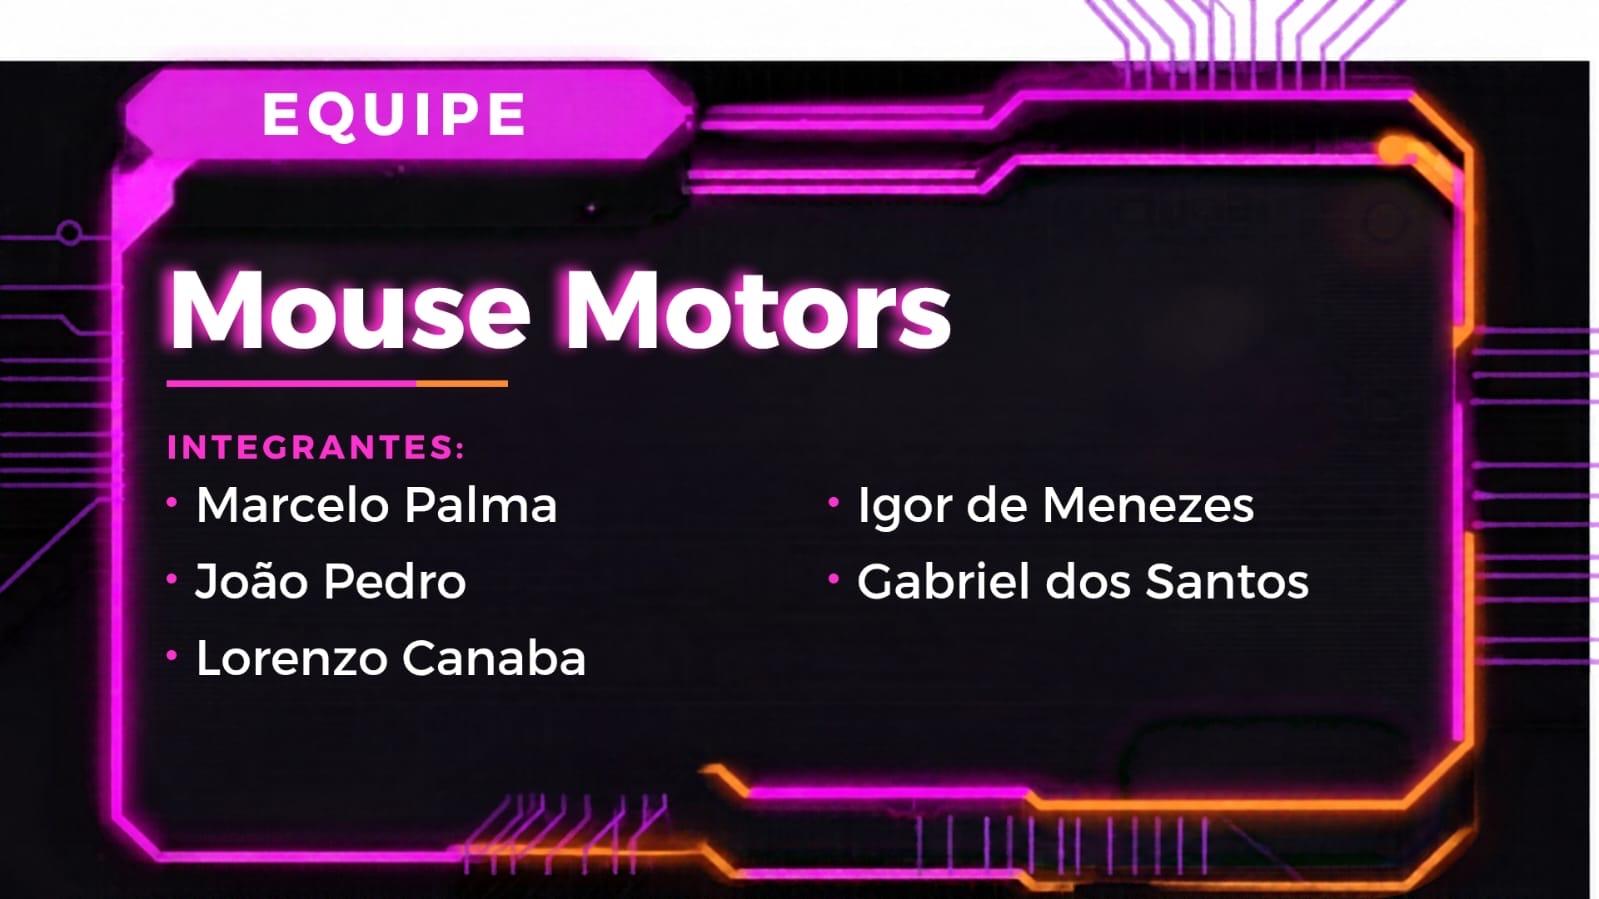 EQUIPE
Mouse Motors
INTEGRANTES:
• Marcelo Palma
• João Pedro
• Lorenzo Canaba
• Igor de Menezes
• Gabriel dos Santos